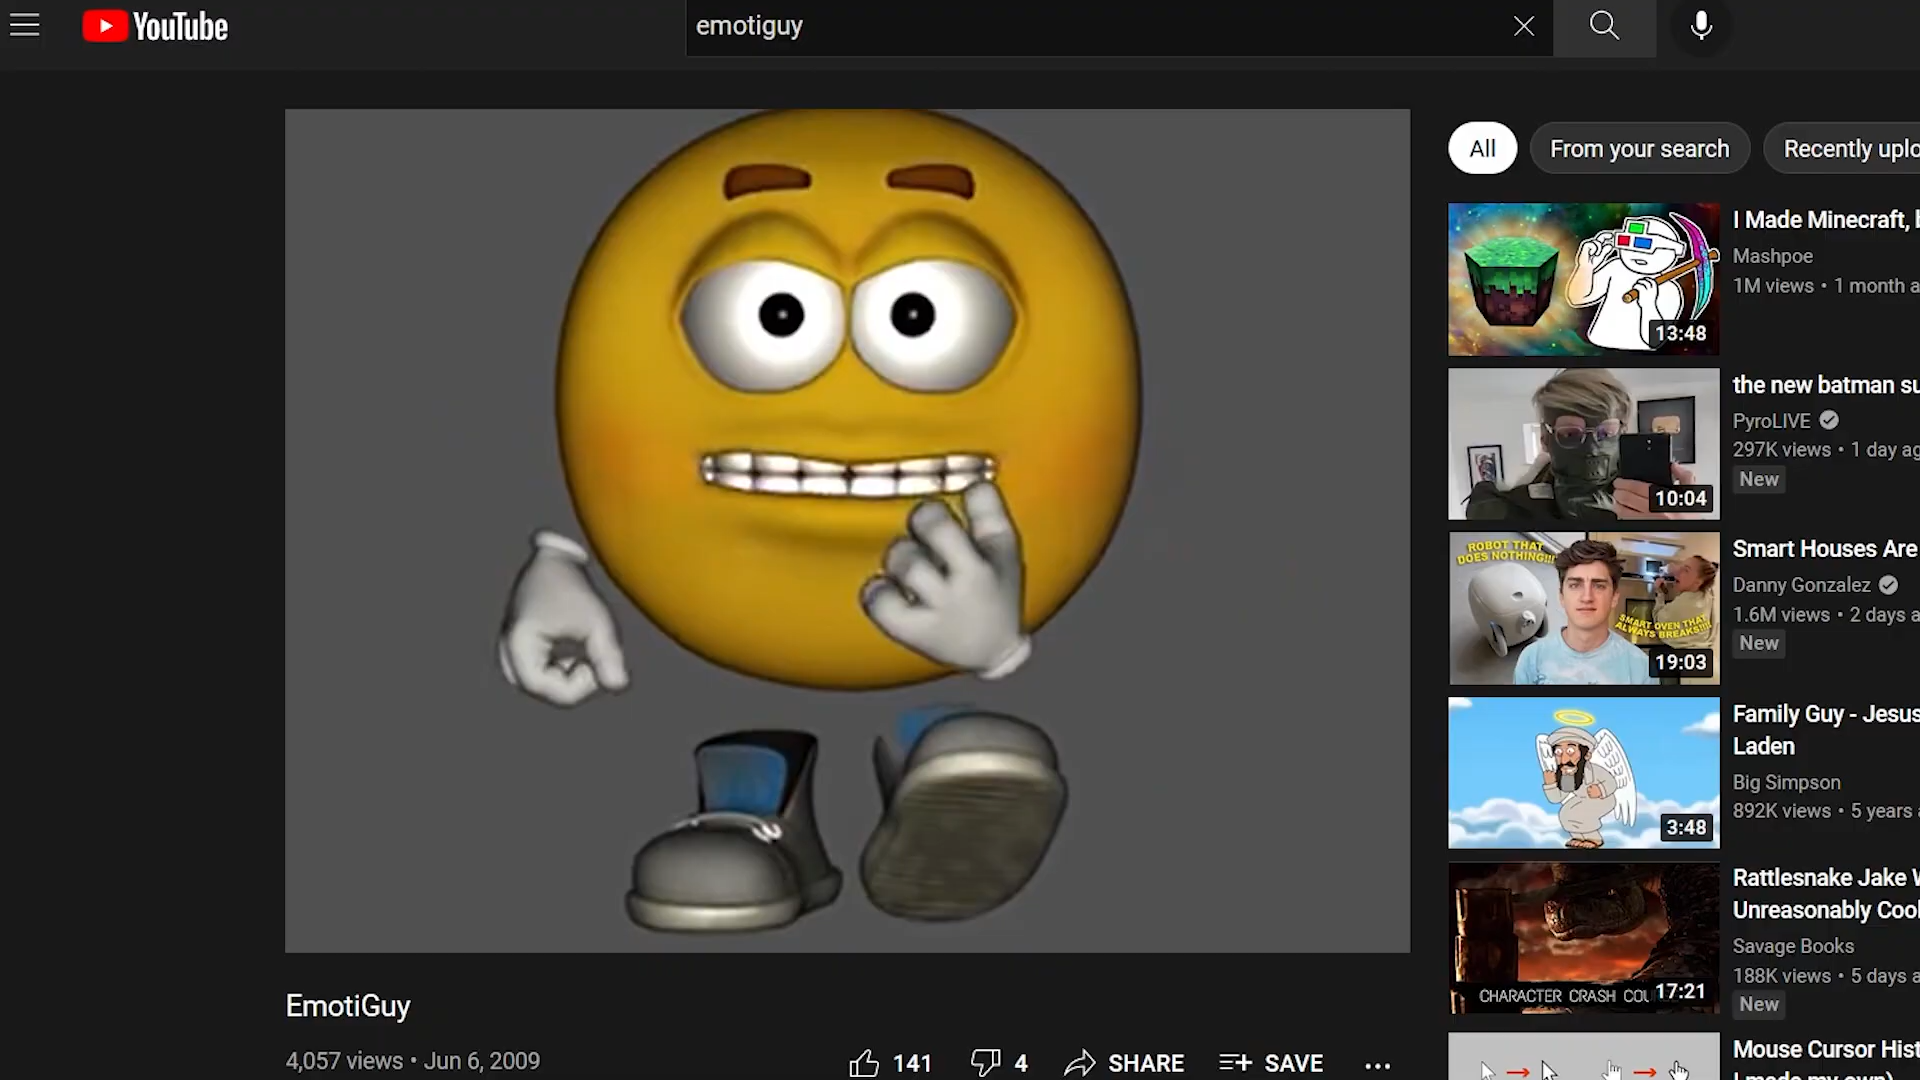 YouTube
emotiguy
All
From your search
Recently uplo
I Made Minecraft, b
Mashpoe
1M views • 1 month a
13:48
the new batman su
PyroLIVE
297K views • 1 day ag
New
10:04
ROBOT THAT
DOES NOTHING!!!
SMART OVEN THAT
ALWAYS BREAKS!!!!
19:03
Smart Houses Are
Danny Gonzalez
1.6M views • 2 days a
New
Family Guy - Jesus
Laden
Big Simpson
892K views • 5 years a
3:48
Rattlesnake Jake W
Unreasonably Cool
Savage Books
188K views • 5 days a
New
CHARACTER CRASH COU
17:21
Mouse Cursor Hist
I made my own)
EmotiGuy
4,057 views • Jun 6, 2009
141
4
SHARE
SAVE